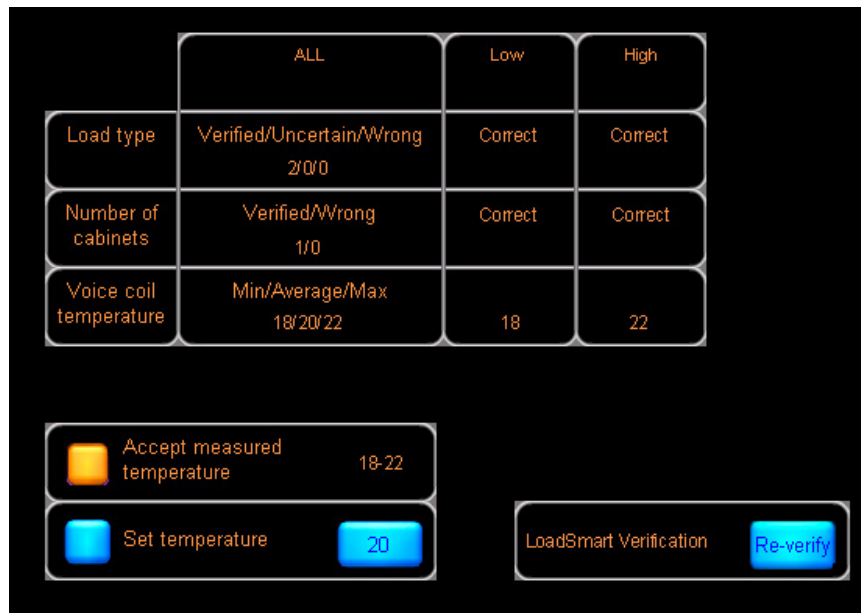 ALL
Low
High
Load type
Verified/Uncertain/Wrong
2/0/0
Correct
Correct
Number of
cabinets
Verified/Wrong
1/0
Correct
Correct
Voice coil
temperature
Min/Average/Max
18/20/22
18
22
Accept measured
temperature
18-22
Set temperature
20
LoadSmart Verification
Re-verify